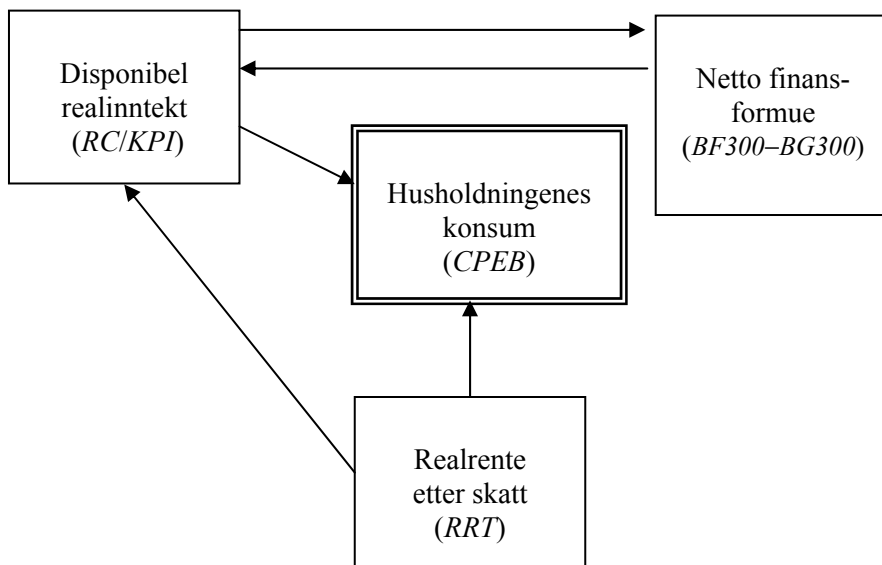 Disponibel
realinntekt
(RC/KPI)
Netto finans-
formue
(BF300–BG300)
Husholdningenes
konsum
(CPEB)
Realrente
etter skatt
(RRT)